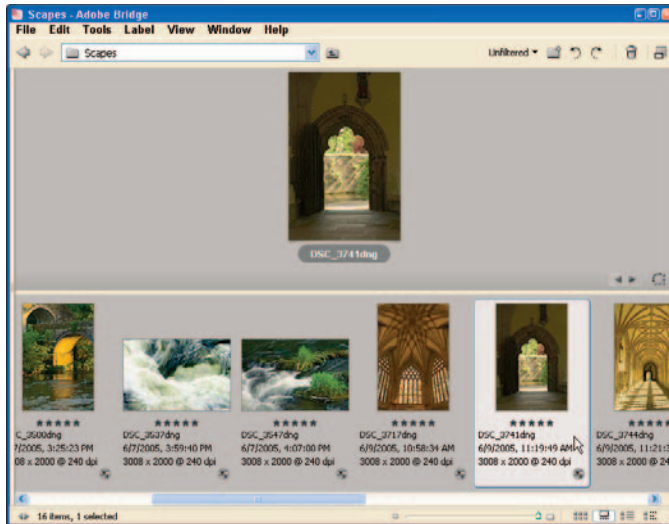 Scapes - Adobe Bridge
File Edit Tools Label View Window Help
Scapes
Unfiltered
DSC_3741dng
C_3500dng
DSC_3537dng
DSC_3547dng
DSC_3717dng
DSC_3741dng
DSC_3744dng
7/2005, 3:25:23 PM
6/7/2005, 3:59:40 PM
6/7/2005, 4:07:00 PM
6/9/2005, 10:58:34 AM
6/9/2005, 11:19:49 AM
6/9/2005, 11:21:3
008 x 2000 @ 240 dpi
3008 x 2000 @ 240 dpi
3008 x 2000 @ 240 dpi
3008 x 2000 @ 240 dpi
3008 x 2000 @ 240 dpi
3008 x 2000 @ 240 d
16 items, 1 selected